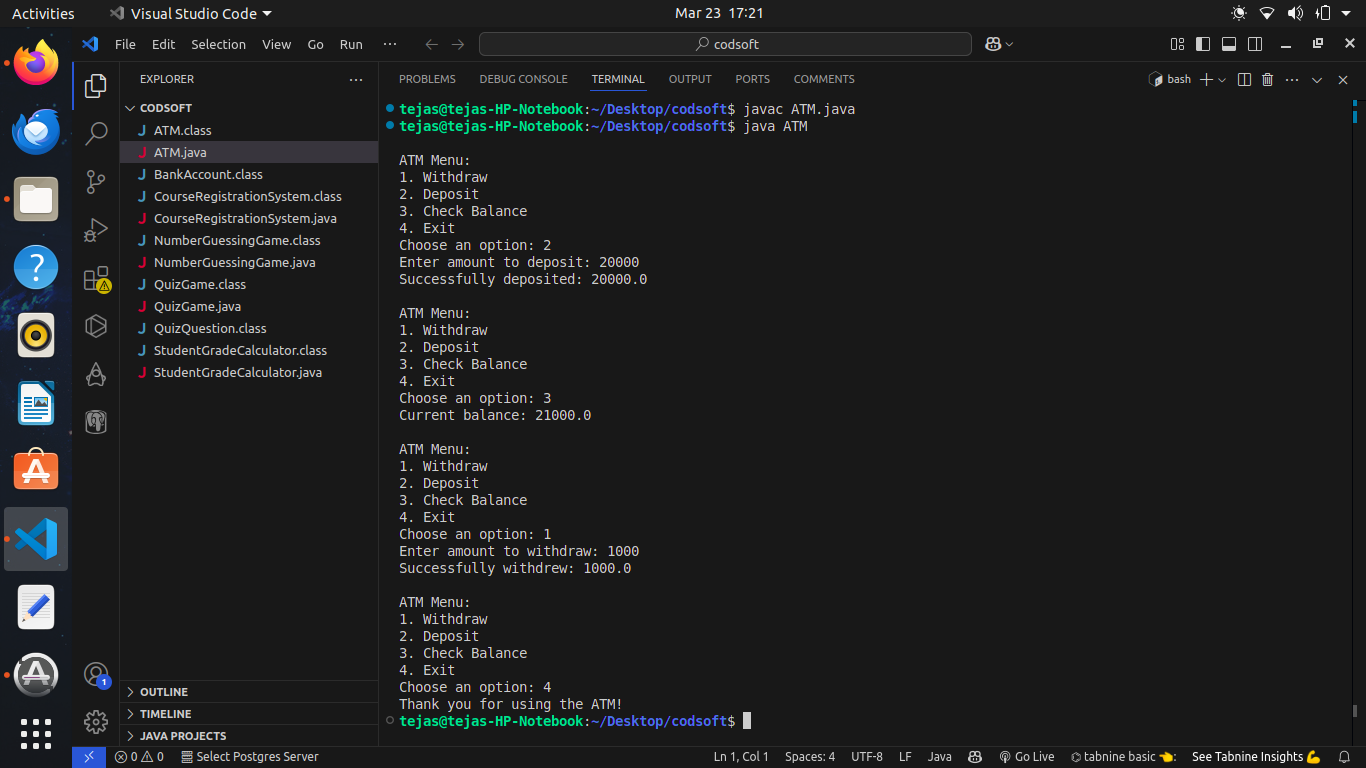 Activities
Visual Studio Code
Mar 23 17:21
File Edit Selection View Go Run ···
codsoft
EXPLORER ···
CODSOFT
J ATM.class
J ATM.java
J BankAccount.class
J CourseRegistrationSystem.class
J CourseRegistrationSystem.java
J NumberGuessingGame.class
J NumberGuessingGame.java
J QuizGame.class
J QuizGame.java
J QuizQuestion.class
J StudentGradeCalculator.class
J StudentGradeCalculator.java
OUTLINE
TIMELINE
JAVA PROJECTS
1
PROBLEMS DEBUG CONSOLE TERMINAL OUTPUT PORTS COMMENTS
bash
···
tejas@tejas-HP-Notebook:~/Desktop/codsoft$ javac ATM.java
tejas@tejas-HP-Notebook:~/Desktop/codsoft$ java ATM
ATM Menu:
1. Withdraw
2. Deposit
3. Check Balance
4. Exit
Choose an option: 2
Enter amount to deposit: 20000
Successfully deposited: 20000.0
ATM Menu:
1. Withdraw
2. Deposit
3. Check Balance
4. Exit
Choose an option: 3
Current balance: 21000.0
ATM Menu:
1. Withdraw
2. Deposit
3. Check Balance
4. Exit
Choose an option: 1
Enter amount to withdraw: 1000
Successfully withdrew: 1000.0
ATM Menu:
1. Withdraw
2. Deposit
3. Check Balance
4. Exit
Choose an option: 4
Thank you for using the ATM!
tejas@tejas-HP-Notebook:~/Desktop/codsoft$
0 0 Select Postgres Server
Ln 1, Col 1 Spaces: 4 UTF-8 LF Java Go Live tabnine basic 👈: See Tabnine Insights 💪